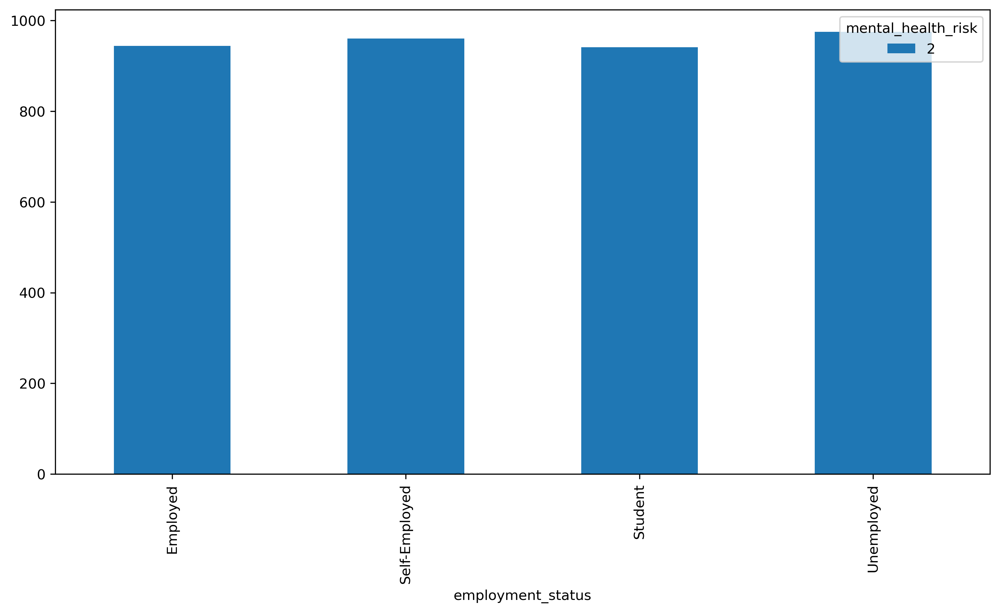 1000
800
600
400
200
0
mental_health_risk
2
Employed
Self-Employed
Student
Unemployed
employment_status